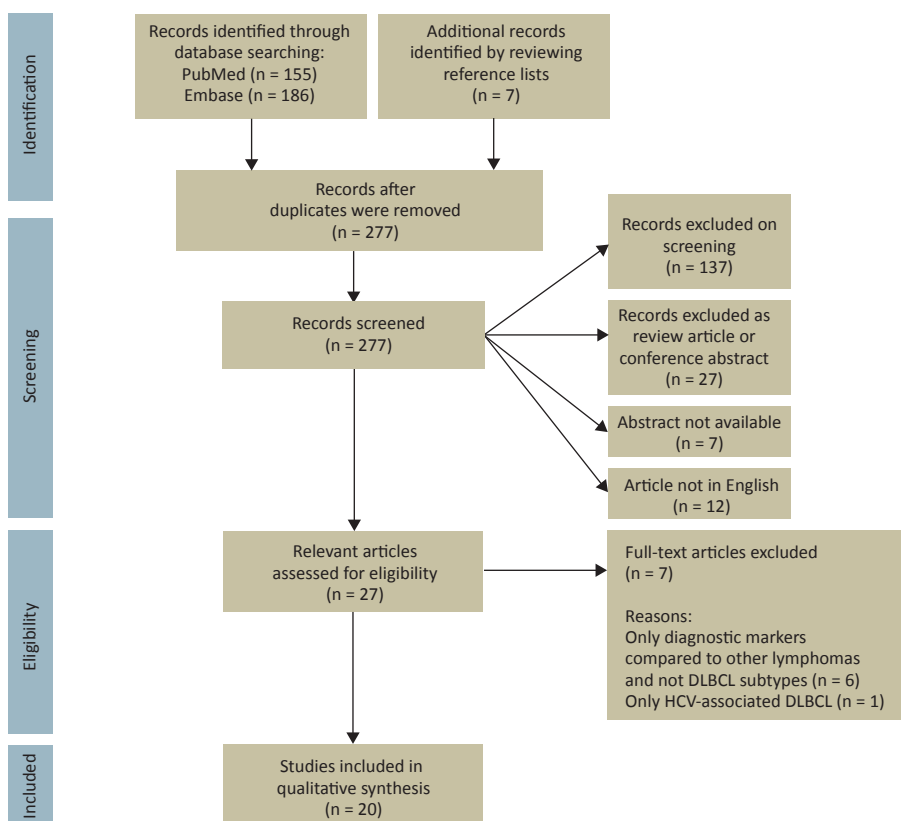 Identification
Records identified through
database searching:
PubMed (n = 155)
Embase (n = 186)
Additional records
identified by reviewing
reference lists
(n = 7)
Records after
duplicates were removed
(n = 277)
Screening
Records screened
(n = 277)
Records excluded on
screening
(n = 137)
Records excluded as
review article or
conference abstract
(n = 27)
Abstract not available
(n = 7)
Article not in English
(n = 12)
Eligibility
Relevant articles
assessed for eligibility
(n = 27)
Full-text articles excluded
(n = 7)
Reasons:
Only diagnostic markers
compared to other lymphomas
and not DLBCL subtypes (n = 6)
Only HCV-associated DLBCL (n = 1)
Included
Studies included in
qualitative synthesis
(n = 20)